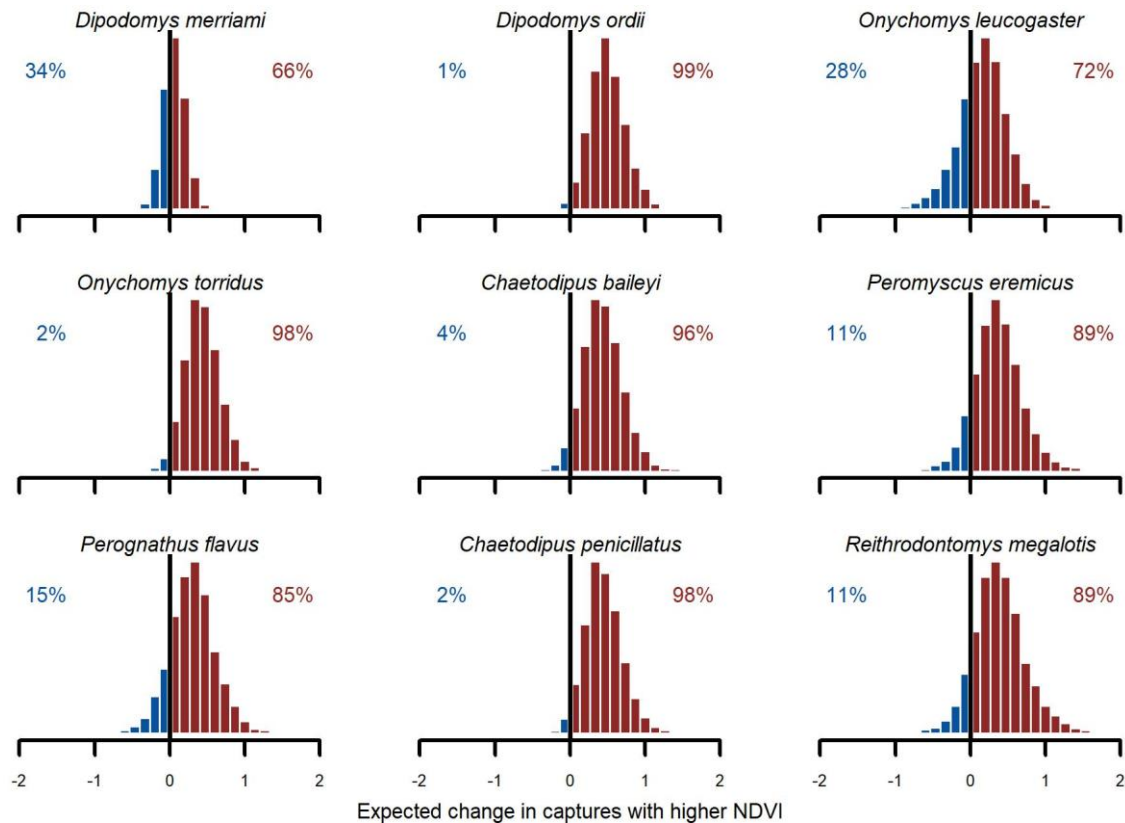 Dipodomys merriami
Dipodomys ordii
Onychomys leucogaster
34%
66%
1%
99%
28%
72%
Onychomys torridus
Chaetodipus baileyi
Peromyscus eremicus
2%
98%
4%
96%
11%
89%
Perognathus flavus
Chaetodipus penicillatus
Reithrodontomys megalotis
15%
85%
2%
98%
11%
89%
-2 -1 0 1 2
-2 -1 0 1 2
-2 -1 0 1 2
Expected change in captures with higher NDVI